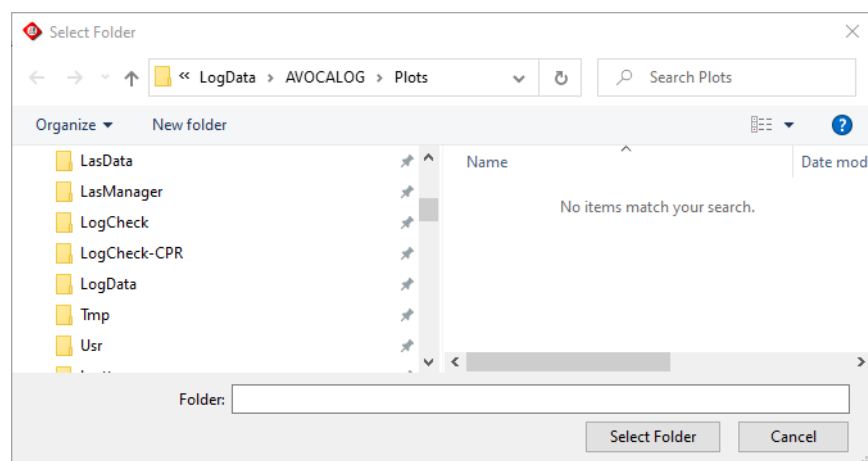 Select Folder
« LogData > AVOCALOG > Plots
Search Plots
Organize
New folder
?
LasData
LasManager
LogCheck
LogCheck-CPR
LogData
Tmp
Usr
Name
Date mod
No items match your search.
Folder:
Select Folder
Cancel